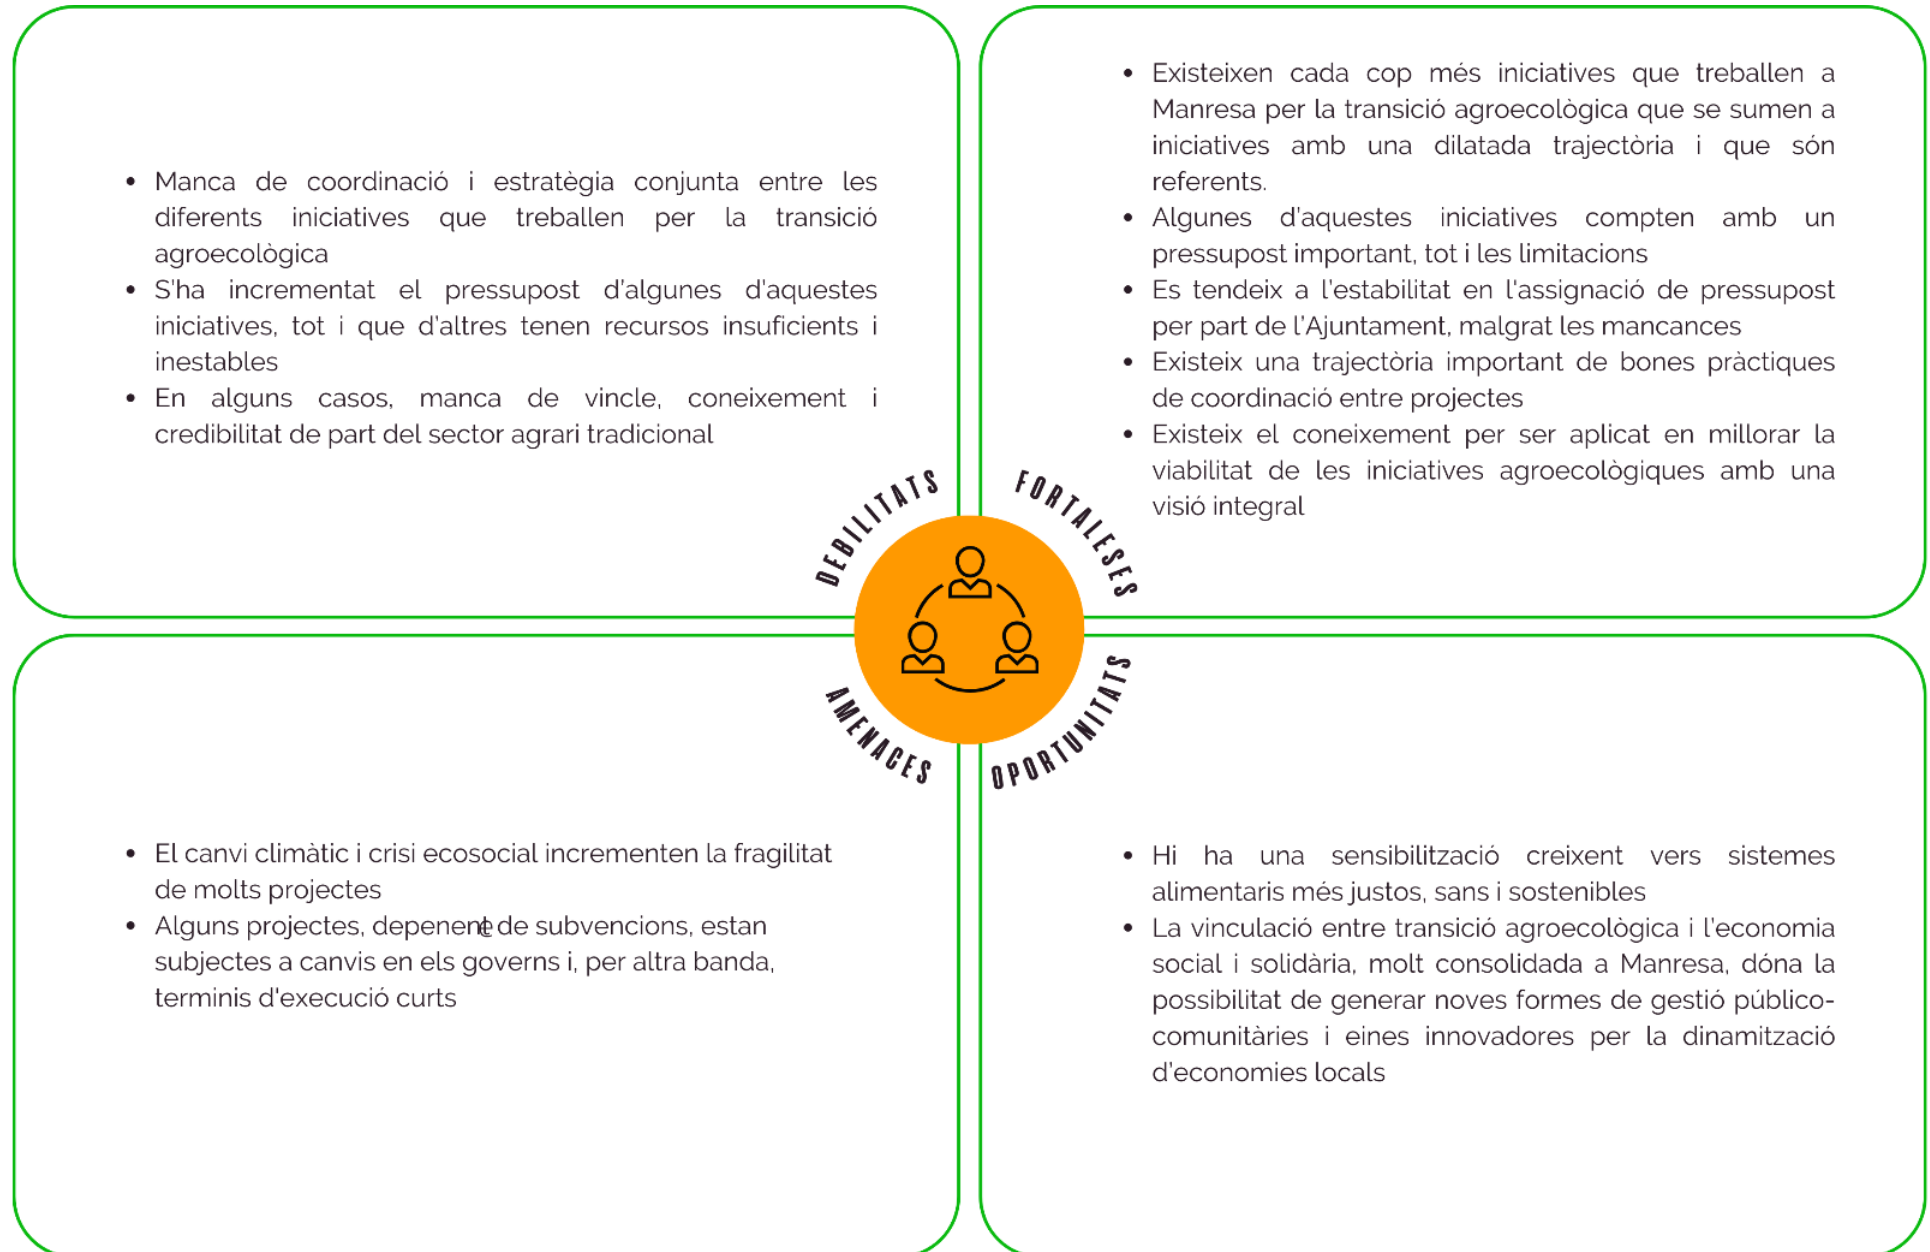 • Manca de coordinació i estratègia conjunta entre les
diferents iniciatives que treballen per la transició
agroecològica
• S'ha incrementat el pressupost d'algunes d'aquestes
iniciatives, tot i que d'altres tenen recursos insuficients i
inestables
• En alguns casos, manca de vincle, coneixement i
credibilitat de part del sector agrari tradicional
DEBILITATS
• Existeixen cada cop més iniciatives que treballen a
Manresa per la transició agroecològica que se sumen a
iniciatives amb una dilatada trajectòria i que són
referents.
• Algunes d'aquestes iniciatives compten amb un
pressupost important, tot i les limitacions
• Es tendeix a l'estabilitat en l'assignació de pressupost
per part de l'Ajuntament, malgrat les mancances
• Existeix una trajectòria important de bones pràctiques
de coordinació entre projectes
• Existeix el coneixement per ser aplicat en millorar la
viabilitat de les iniciatives agroecològiques amb una
visió integral
FORTALESES
AMENACES
• El canvi climàtic i crisi ecosocial incrementen la fragilitat
de molts projectes
• Alguns projectes, de subvencions, estan
subjectes a canvis en els governs i, per altra banda,
terminis d'execució curts
OPORTUNITATS
• Hi ha una sensibilització creixent vers sistemes
alimentaris més justos, sans i sostenibles
• La vinculació entre transició agroecològica i l'economia
social i solidària, molt consolidada a Manresa, dóna la
possibilitat de generar noves formes de gestió público-
comunitàries i eines innovadores per la dinamització
d'economies locals